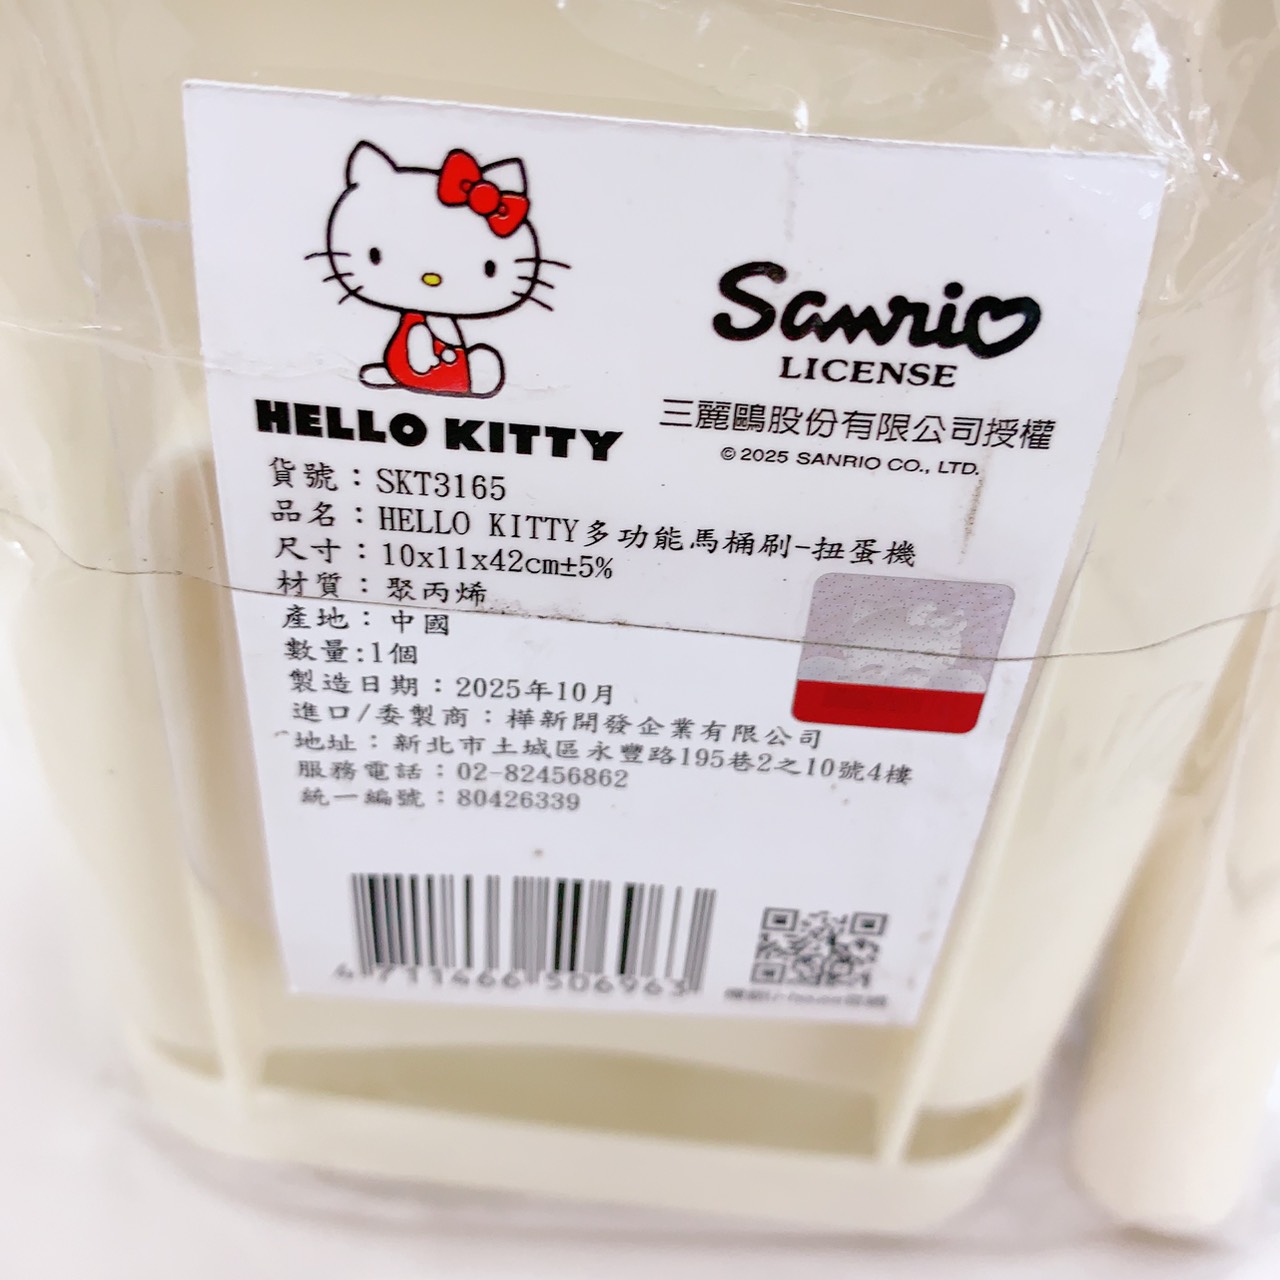 HELLO KITTY
Sanrio
LICENSE
三麗鷗股份有限公司授權
© 2025 SANRIO CO., LTD.
貨號：SKT3165
品名：HELLO KITTY多功能馬桶刷-扭蛋機
尺寸：10x11x42cm±5%
材質：聚丙烯
產地：中國
數量:1個
製造日期：2025年10月
進口/委製商：樺新開發企業有限公司
地址：新北市土城區永豐路195巷2之10號4樓
服務電話：02-82456862
統一編號：80426339
4 711466 506963